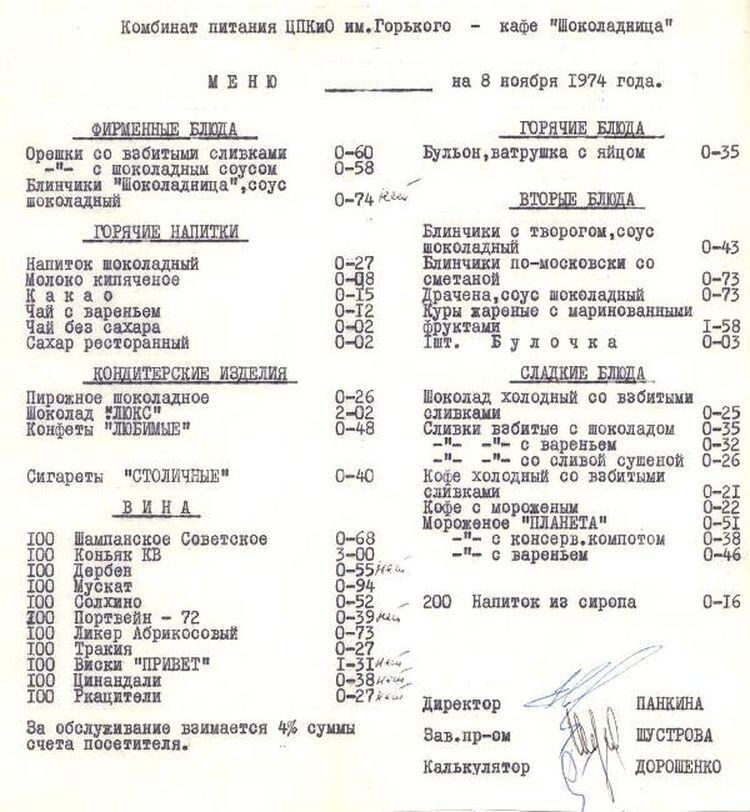 Комбинат питания ЦПКиО им.Горького - кафе "Шоколадница"
МЕНЮ ________ на 8 ноября 1974 года.
ФИРМЕННЫЕ БЛЮДА
Орешки со взбитыми сливками 0-60
-"- с шоколадным соусом 0-58
Блинчики "Шоколадница",соус
шоколадный 0-74 нет
ГОРЯЧИЕ НАПИТКИ
Напиток шоколадный 0-27
Молоко кипяченое 0-08
Какао 0-15
Чай с вареньем 0-12
Чай без сахара 0-02
Сахар ресторанный 0-02
КОНДИТЕРСКИЕ ИЗДЕЛИЯ
Пирожное шоколадное 0-26
Шоколад "ЛЮКС" 2-02
Конфеты "ЛЮБИМЫЕ" 0-48
Сигареты "СТОЛИЧНЫЕ" 0-40
ВИНА
100 Шампанское Советское 0-68
100 Коньяк КВ 3-00
100 Дербен 0-55 нет
100 Мускат 0-94
100 Солхино 0-52
100 Портвейн - 72 0-39 нет
100 Ликер Абрикосовый 0-73
100 Тракия 0-27
100 Виски "ПРИВЕТ" 1-31 нет
100 Цинандали 0-38 нет
100 Ркацители 0-27 нет
За обслуживание взимается 4% суммы
счета посетителя.
ГОРЯЧИЕ БЛЮДА
Бульон,ватрушка с яйцом 0-35
ВТОРЫЕ БЛЮДА
Блинчики с творогом,соус
шоколадный 0-43
Блинчики по-московски со
сметаной 0-73
Драчена,соус шоколадный 0-73
Куры жареные с маринованными
фруктами 1-58
1шт. Булочка 0-03
СЛАДКИЕ БЛЮДА
Шоколад холодный со взбитыми
сливками 0-25
Сливки взбитые с шоколадом 0-35
-"- -"- с вареньем 0-32
-"- -"- со сливой сушеной 0-26
Кофе холодный со взбитыми
сливками 0-21
Кофе с мороженым 0-22
Мороженое "ПЛАНЕТА" 0-51
-"- с консерв.компотом 0-38
-"- с вареньем 0-46
200 Напиток из сиропа 0-16
Директор ПАНКИНА
Зав.пр-ом ШУСТРОВА
Калькулятор ДОРОШЕНКО